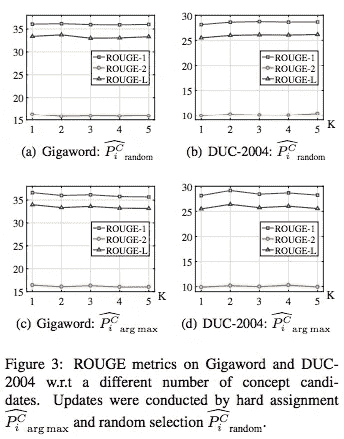 35
30
25
20
15
ROUGE-1
ROUGE-2
ROUGE-L
1 2 3 4 5
(a) Gigaword: \widehat{P_i^C}_{random}
30
25
20
15
10
ROUGE-1
ROUGE-2
ROUGE-L
1 2 3 4 5 K
(b) DUC-2004: \widehat{P_i^C}_{random}
35
30
25
20
15
ROUGE-1
ROUGE-2
ROUGE-L
1 2 3 4 5 K
(c) Gigaword: \widehat{P_i^C}_{arg max}
30
25
20
15
10
ROUGE-1
ROUGE-2
ROUGE-L
1 2 3 4 5 K
(d) DUC-2004: \widehat{P_i^C}_{arg max}
Figure 3: ROUGE metrics on Gigaword and DUC-
2004 w.r.t a different number of concept candi-
dates. Updates were conducted by hard assignment
\widehat{P_i^C}_{arg max} and random selection \widehat{P_i^C}_{random}.